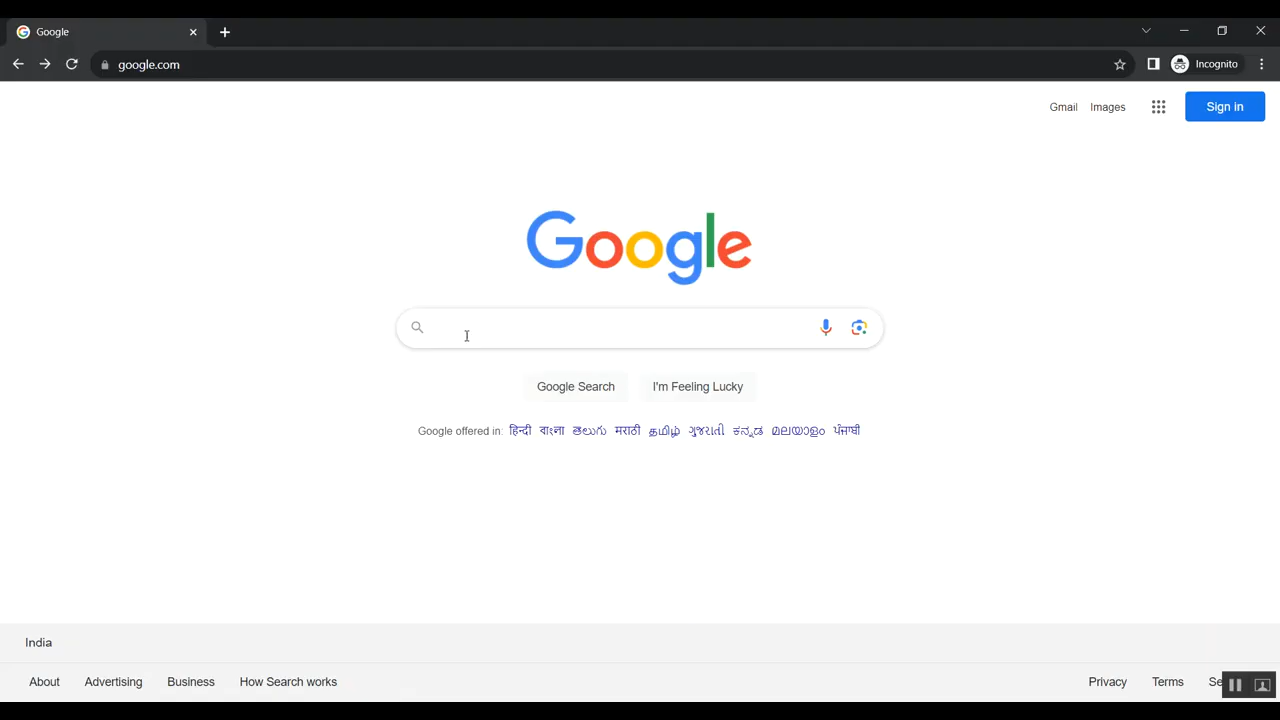 Google
google.com
Incognito
Gmail Images Sign in
Google
Google Search I'm Feeling Lucky
Google offered in: हिन्दी বাংলা తెలుగు मराठी தமிழ் ગુજરાતી ಕನ್ನಡ മലയാളം ਪੰਜਾਬੀ
India
About Advertising Business How Search works Privacy Terms